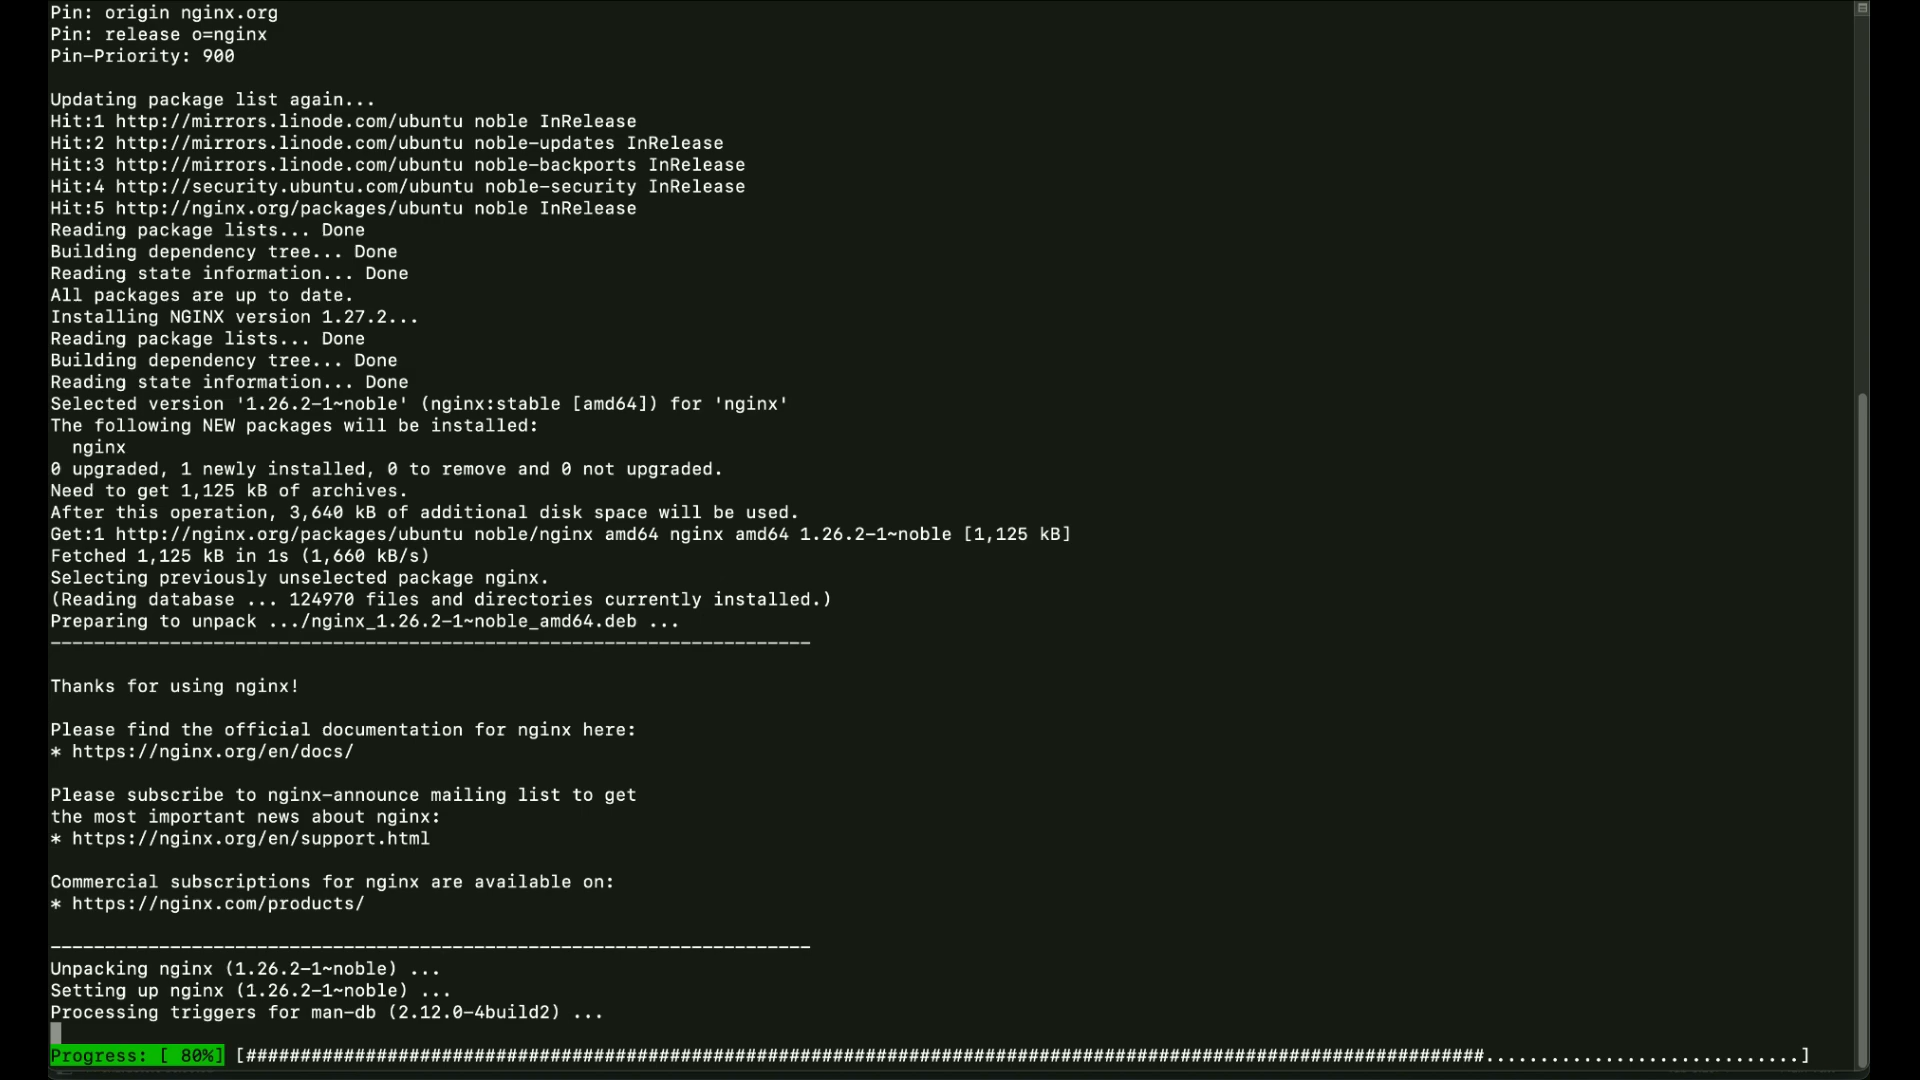 Pin: origin nginx.org
Pin: release o=nginx
Pin-Priority: 900
Updating package list again...
Hit:1 http://mirrors.linode.com/ubuntu noble InRelease
Hit:2 http://mirrors.linode.com/ubuntu noble-updates InRelease
Hit:3 http://mirrors.linode.com/ubuntu noble-backports InRelease
Hit:4 http://security.ubuntu.com/ubuntu noble-security InRelease
Hit:5 http://nginx.org/packages/ubuntu noble InRelease
Reading package lists... Done
Building dependency tree... Done
Reading state information... Done
All packages are up to date.
Installing NGINX version 1.27.2...
Reading package lists... Done
Building dependency tree... Done
Reading state information... Done
Selected version '1.26.2-1~noble' (nginx:stable [amd64]) for 'nginx'
The following NEW packages will be installed:
  nginx
0 upgraded, 1 newly installed, 0 to remove and 0 not upgraded.
Need to get 1,125 kB of archives.
After this operation, 3,640 kB of additional disk space will be used.
Get:1 http://nginx.org/packages/ubuntu noble/nginx amd64 nginx amd64 1.26.2-1~noble [1,125 kB]
Fetched 1,125 kB in 1s (1,660 kB/s)
Selecting previously unselected package nginx.
(Reading database ... 124970 files and directories currently installed.)
Preparing to unpack .../nginx_1.26.2-1~noble_amd64.deb ...
----------------------------------------------------------------------
Thanks for using nginx!
Please find the official documentation for nginx here:
* https://nginx.org/en/docs/
Please subscribe to nginx-announce mailing list to get
the most important news about nginx:
* https://nginx.org/en/support.html
Commercial subscriptions for nginx are available on:
* https://nginx.com/products/
----------------------------------------------------------------------
Unpacking nginx (1.26.2-1~noble) ...
Setting up nginx (1.26.2-1~noble) ...
Processing triggers for man-db (2.12.0-4build2) ...
Progress: [ 80%] [##################################################################################################################.............................]